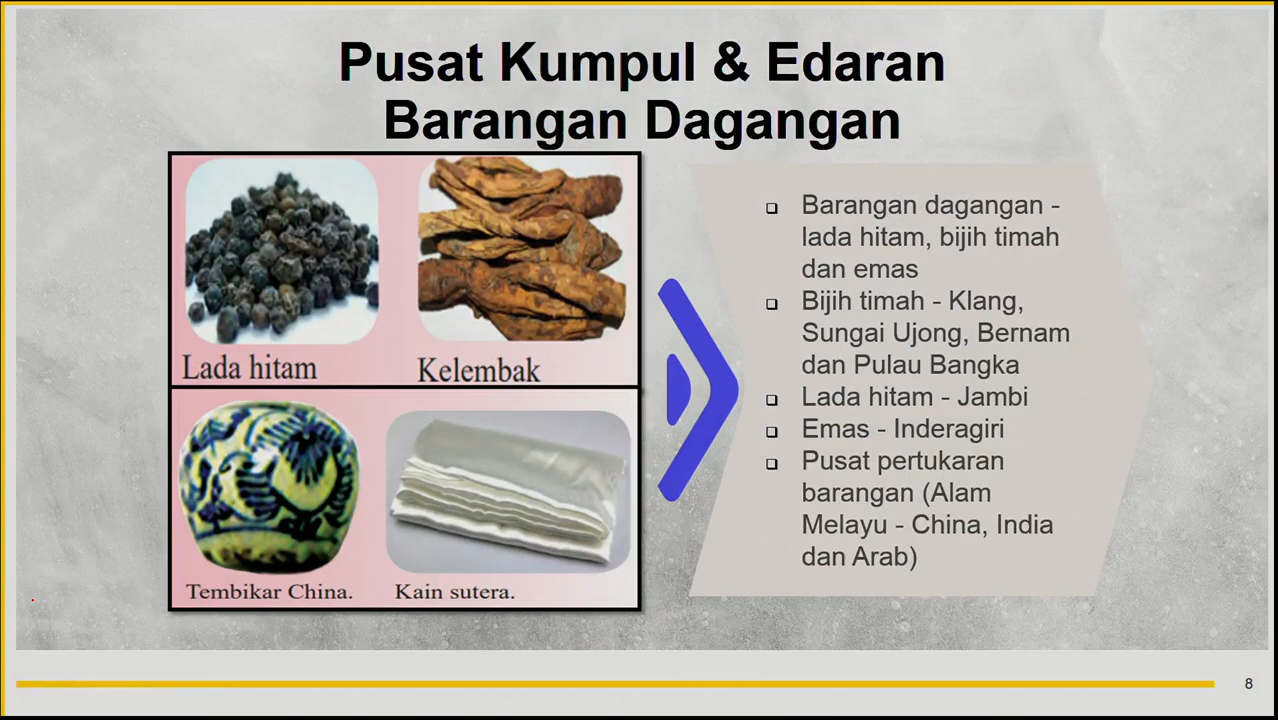 Pusat Kumpul & Edaran
Barangan Dagangan
Lada hitam
Kelembak
Tembikar China.
Kain sutera.
Barangan dagangan -
lada hitam, bijih timah
dan emas
Bijih timah - Klang,
Sungai Ujong, Bernam
dan Pulau Bangka
Lada hitam - Jambi
Emas - Inderagiri
Pusat pertukaran
barangan (Alam
Melayu - China, India
dan Arab)
8